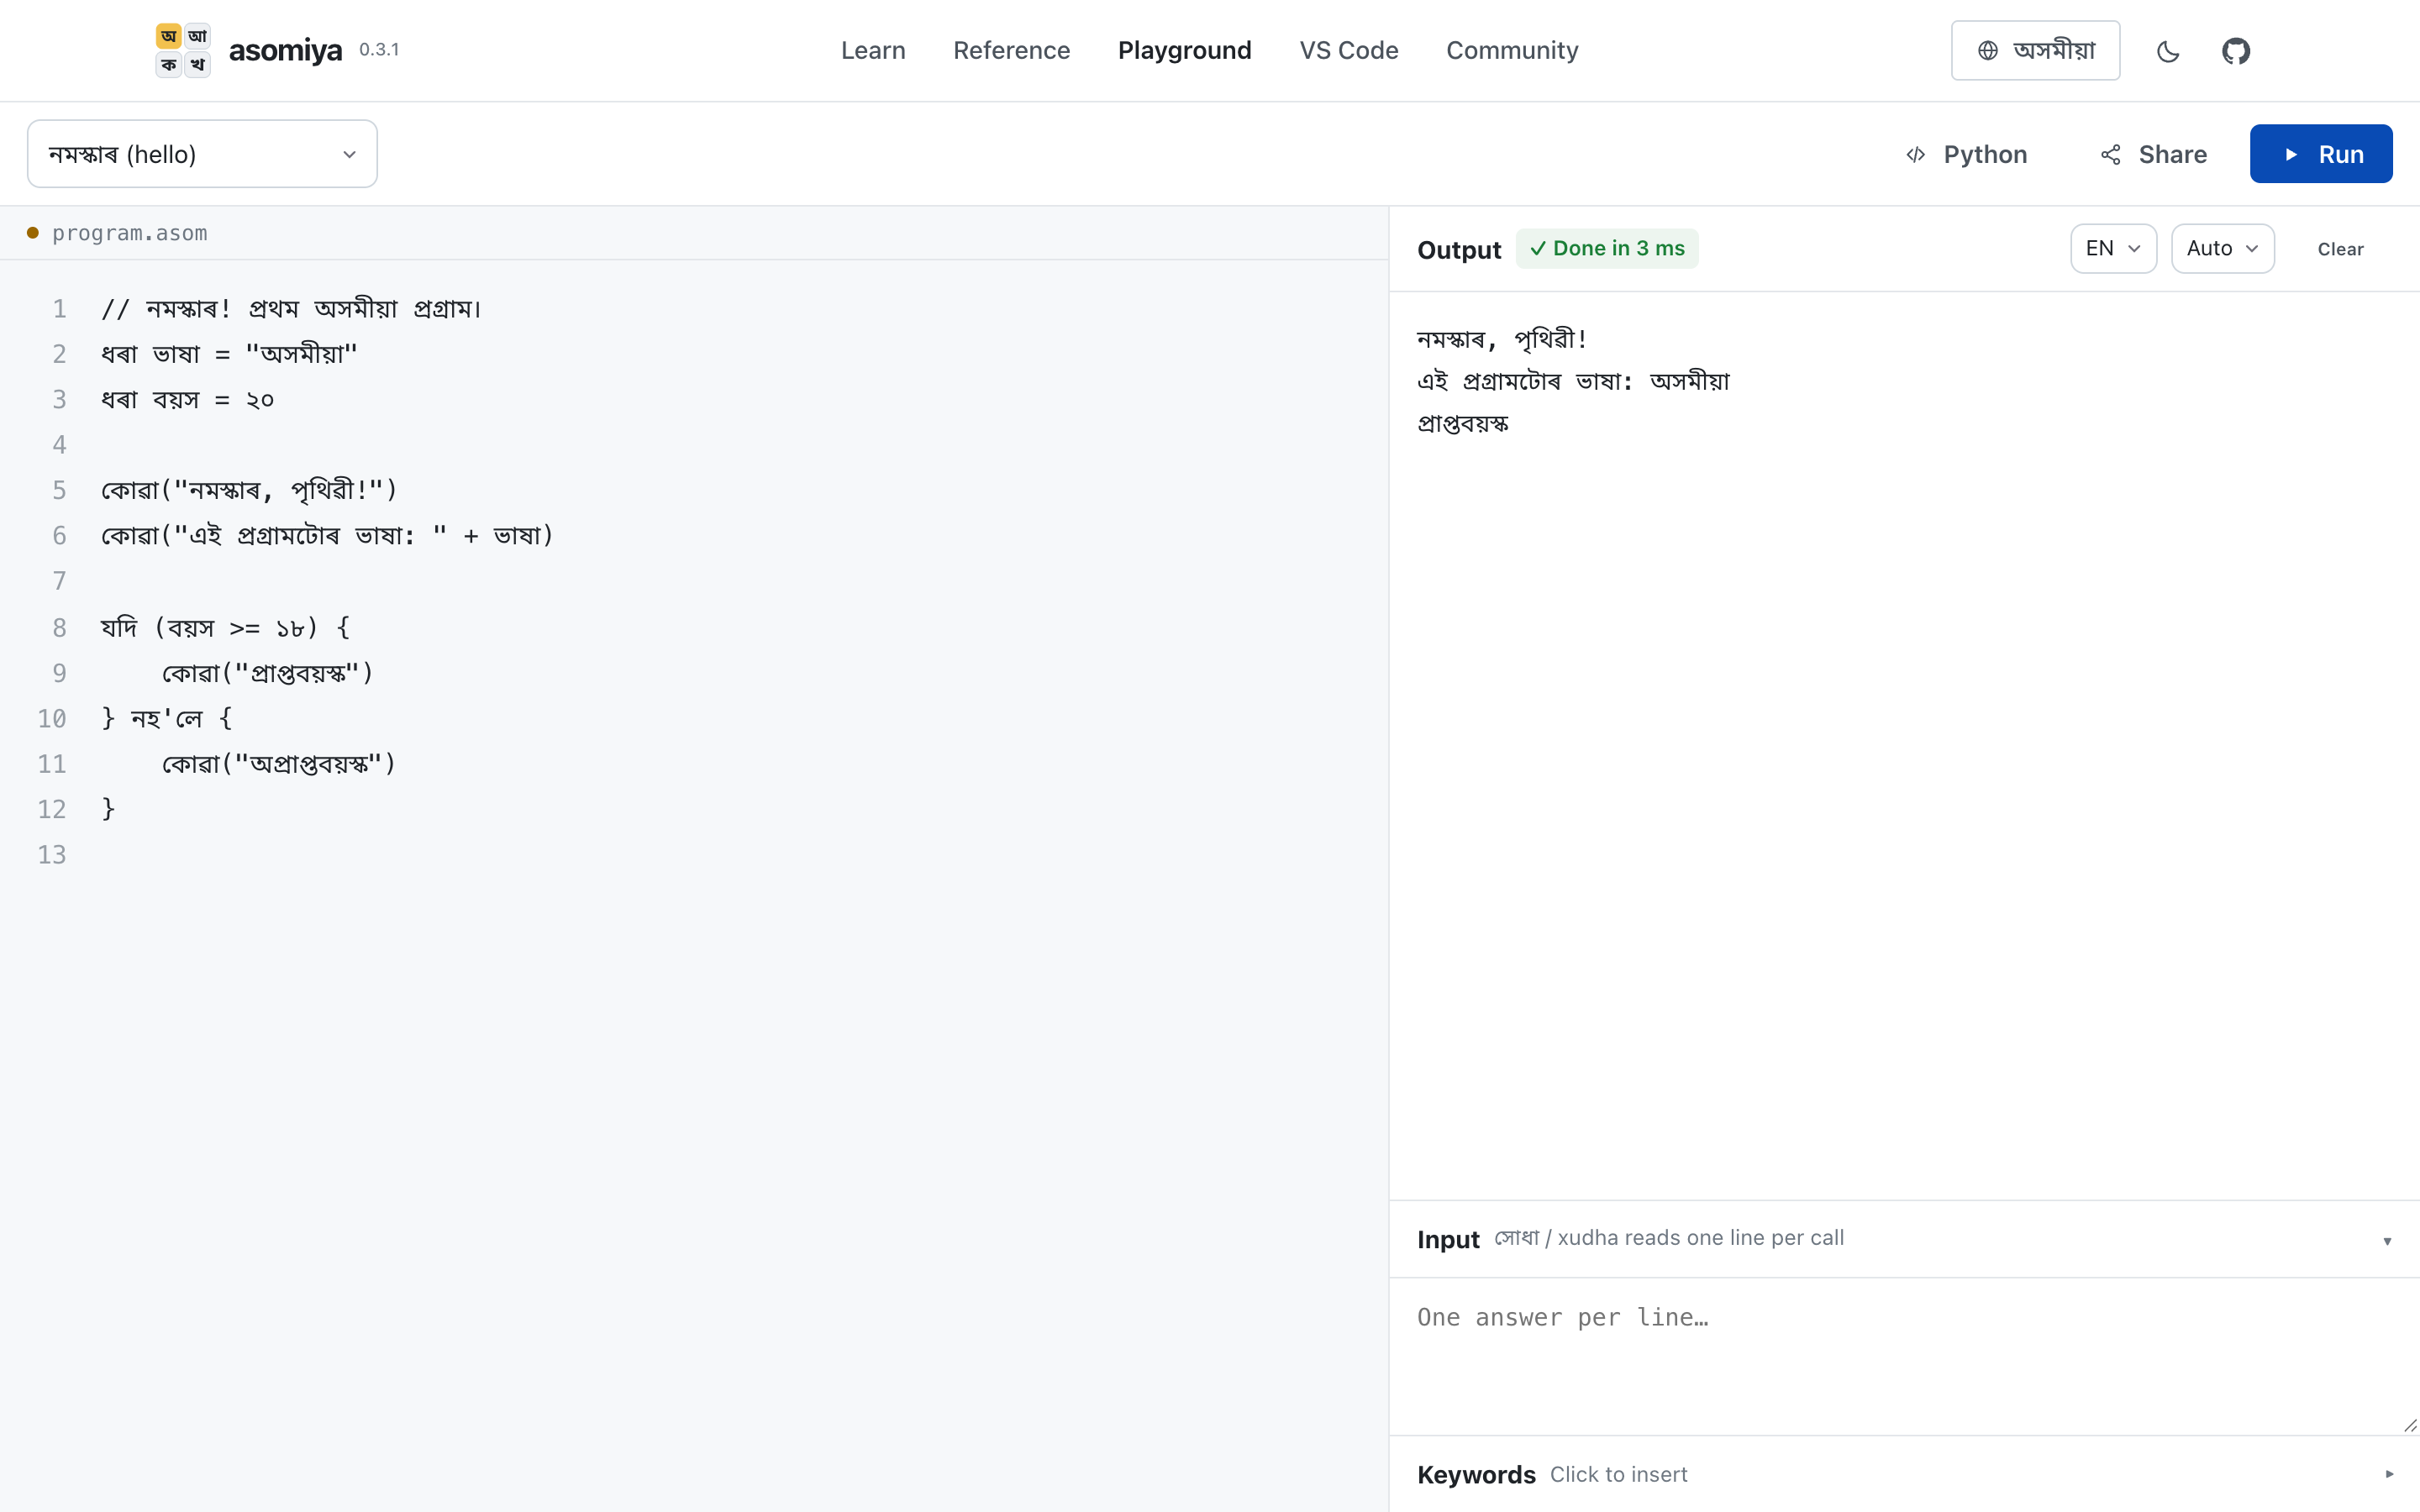 অ আ
ক খ
asomiya 0.3.1
Learn Reference Playground VS Code Community
অসমীয়া
নমস্কাৰ (hello)
Python Share Run
program.asom
1 // নমস্কাৰ! প্ৰথম অসমীয়া প্ৰগ্ৰাম।
2 ধৰা ভাষা = "অসমীয়া"
3 ধৰা বয়স = ২০
4
5 কোৱা("নমস্কাৰ, পৃথিৱী!")
6 কোৱা("এই প্ৰগ্ৰামটোৰ ভাষা: " + ভাষা)
7
8 যদি (বয়স >= ১৮) {
9     কোৱা("প্ৰাপ্তবয়স্ক")
10 } নহ'লে {
11     কোৱা("অপ্ৰাপ্তবয়স্ক")
12 }
13
Output ✓ Done in 3 ms EN Auto Clear
নমস্কাৰ, পৃথিৱী!
এই প্ৰগ্ৰামটোৰ ভাষা: অসমীয়া
প্ৰাপ্তবয়স্ক
Input সোধা / xudha reads one line per call
One answer per line…
Keywords Click to insert